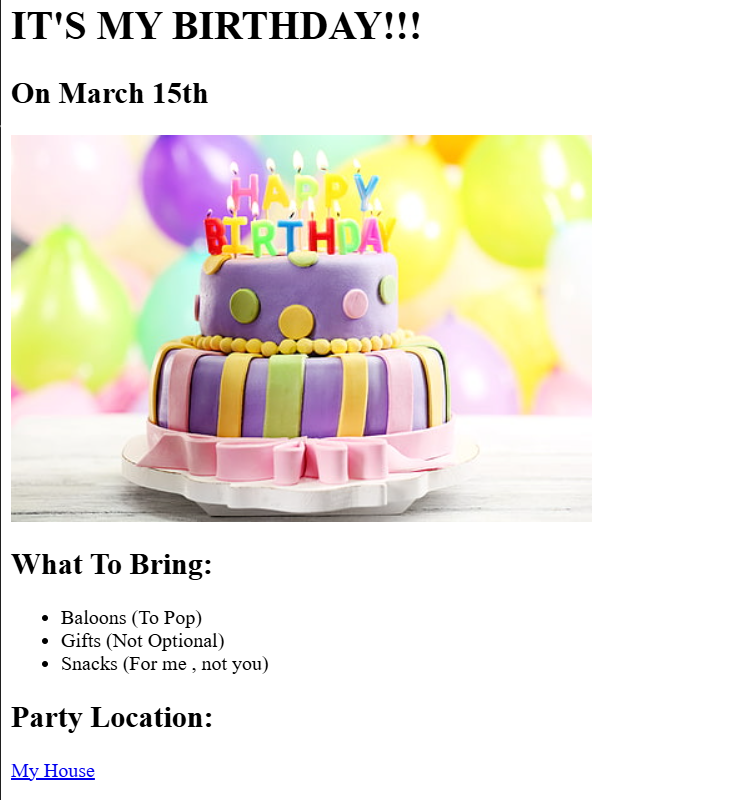 IT'S MY BIRTHDAY!!!
On March 15th
HAPPY
BIRTHDAY
What To Bring:
Baloons (To Pop)
Gifts (Not Optional)
Snacks (For me , not you)
Party Location:
My House